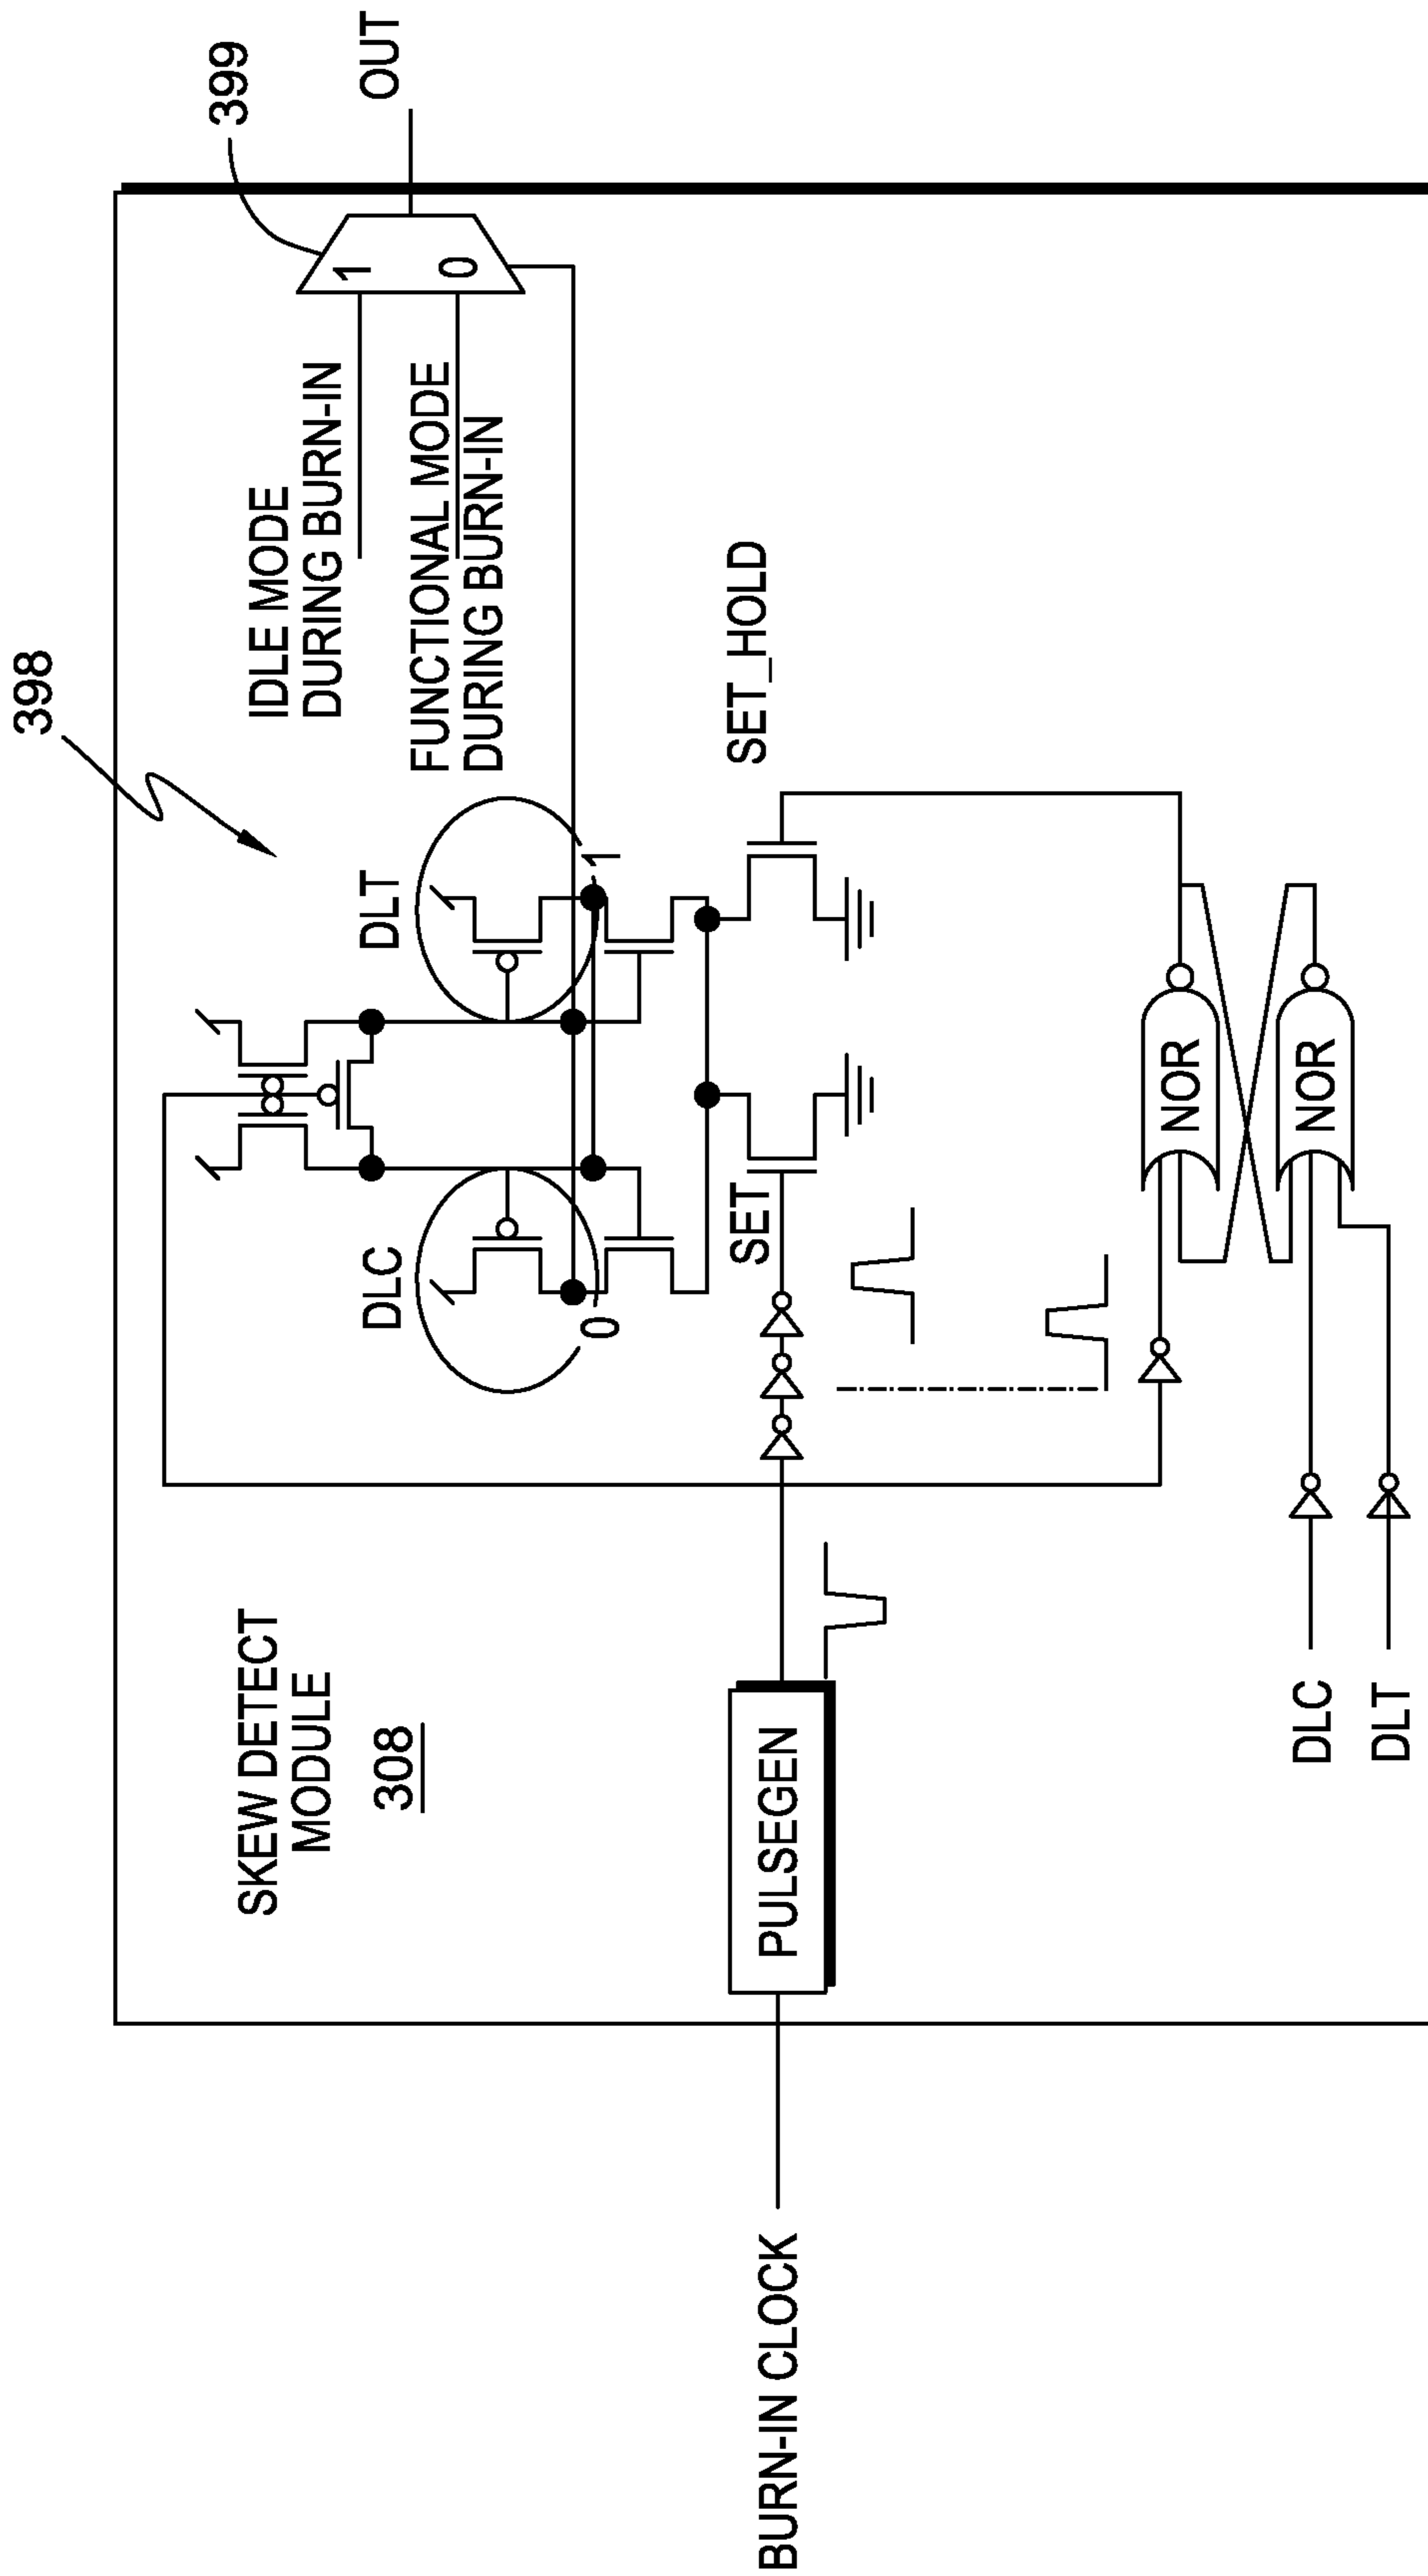 398
399
SKEW DETECT
MODULE
308
IDLE MODE
DURING BURN-IN
FUNCTIONAL MODE
DURING BURN-IN
1
0
OUT
DLC
DLT
0
1
BURN-IN CLOCK
PULSEGEN
SET
SET_HOLD
NOR
NOR
DLC
DLT